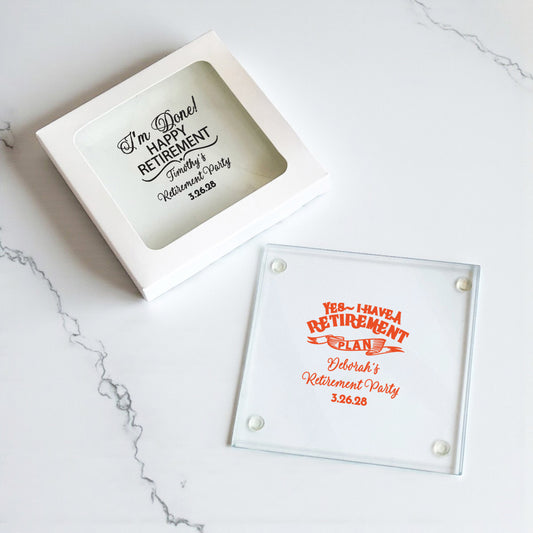 I'm Done!
HAPPY
RETIREMENT
Timothy's
Retirement Party
3.26.28
YES~ I HAVE A
RETIREMENT
PLAN
Deborah's
Retirement Party
3.26.28